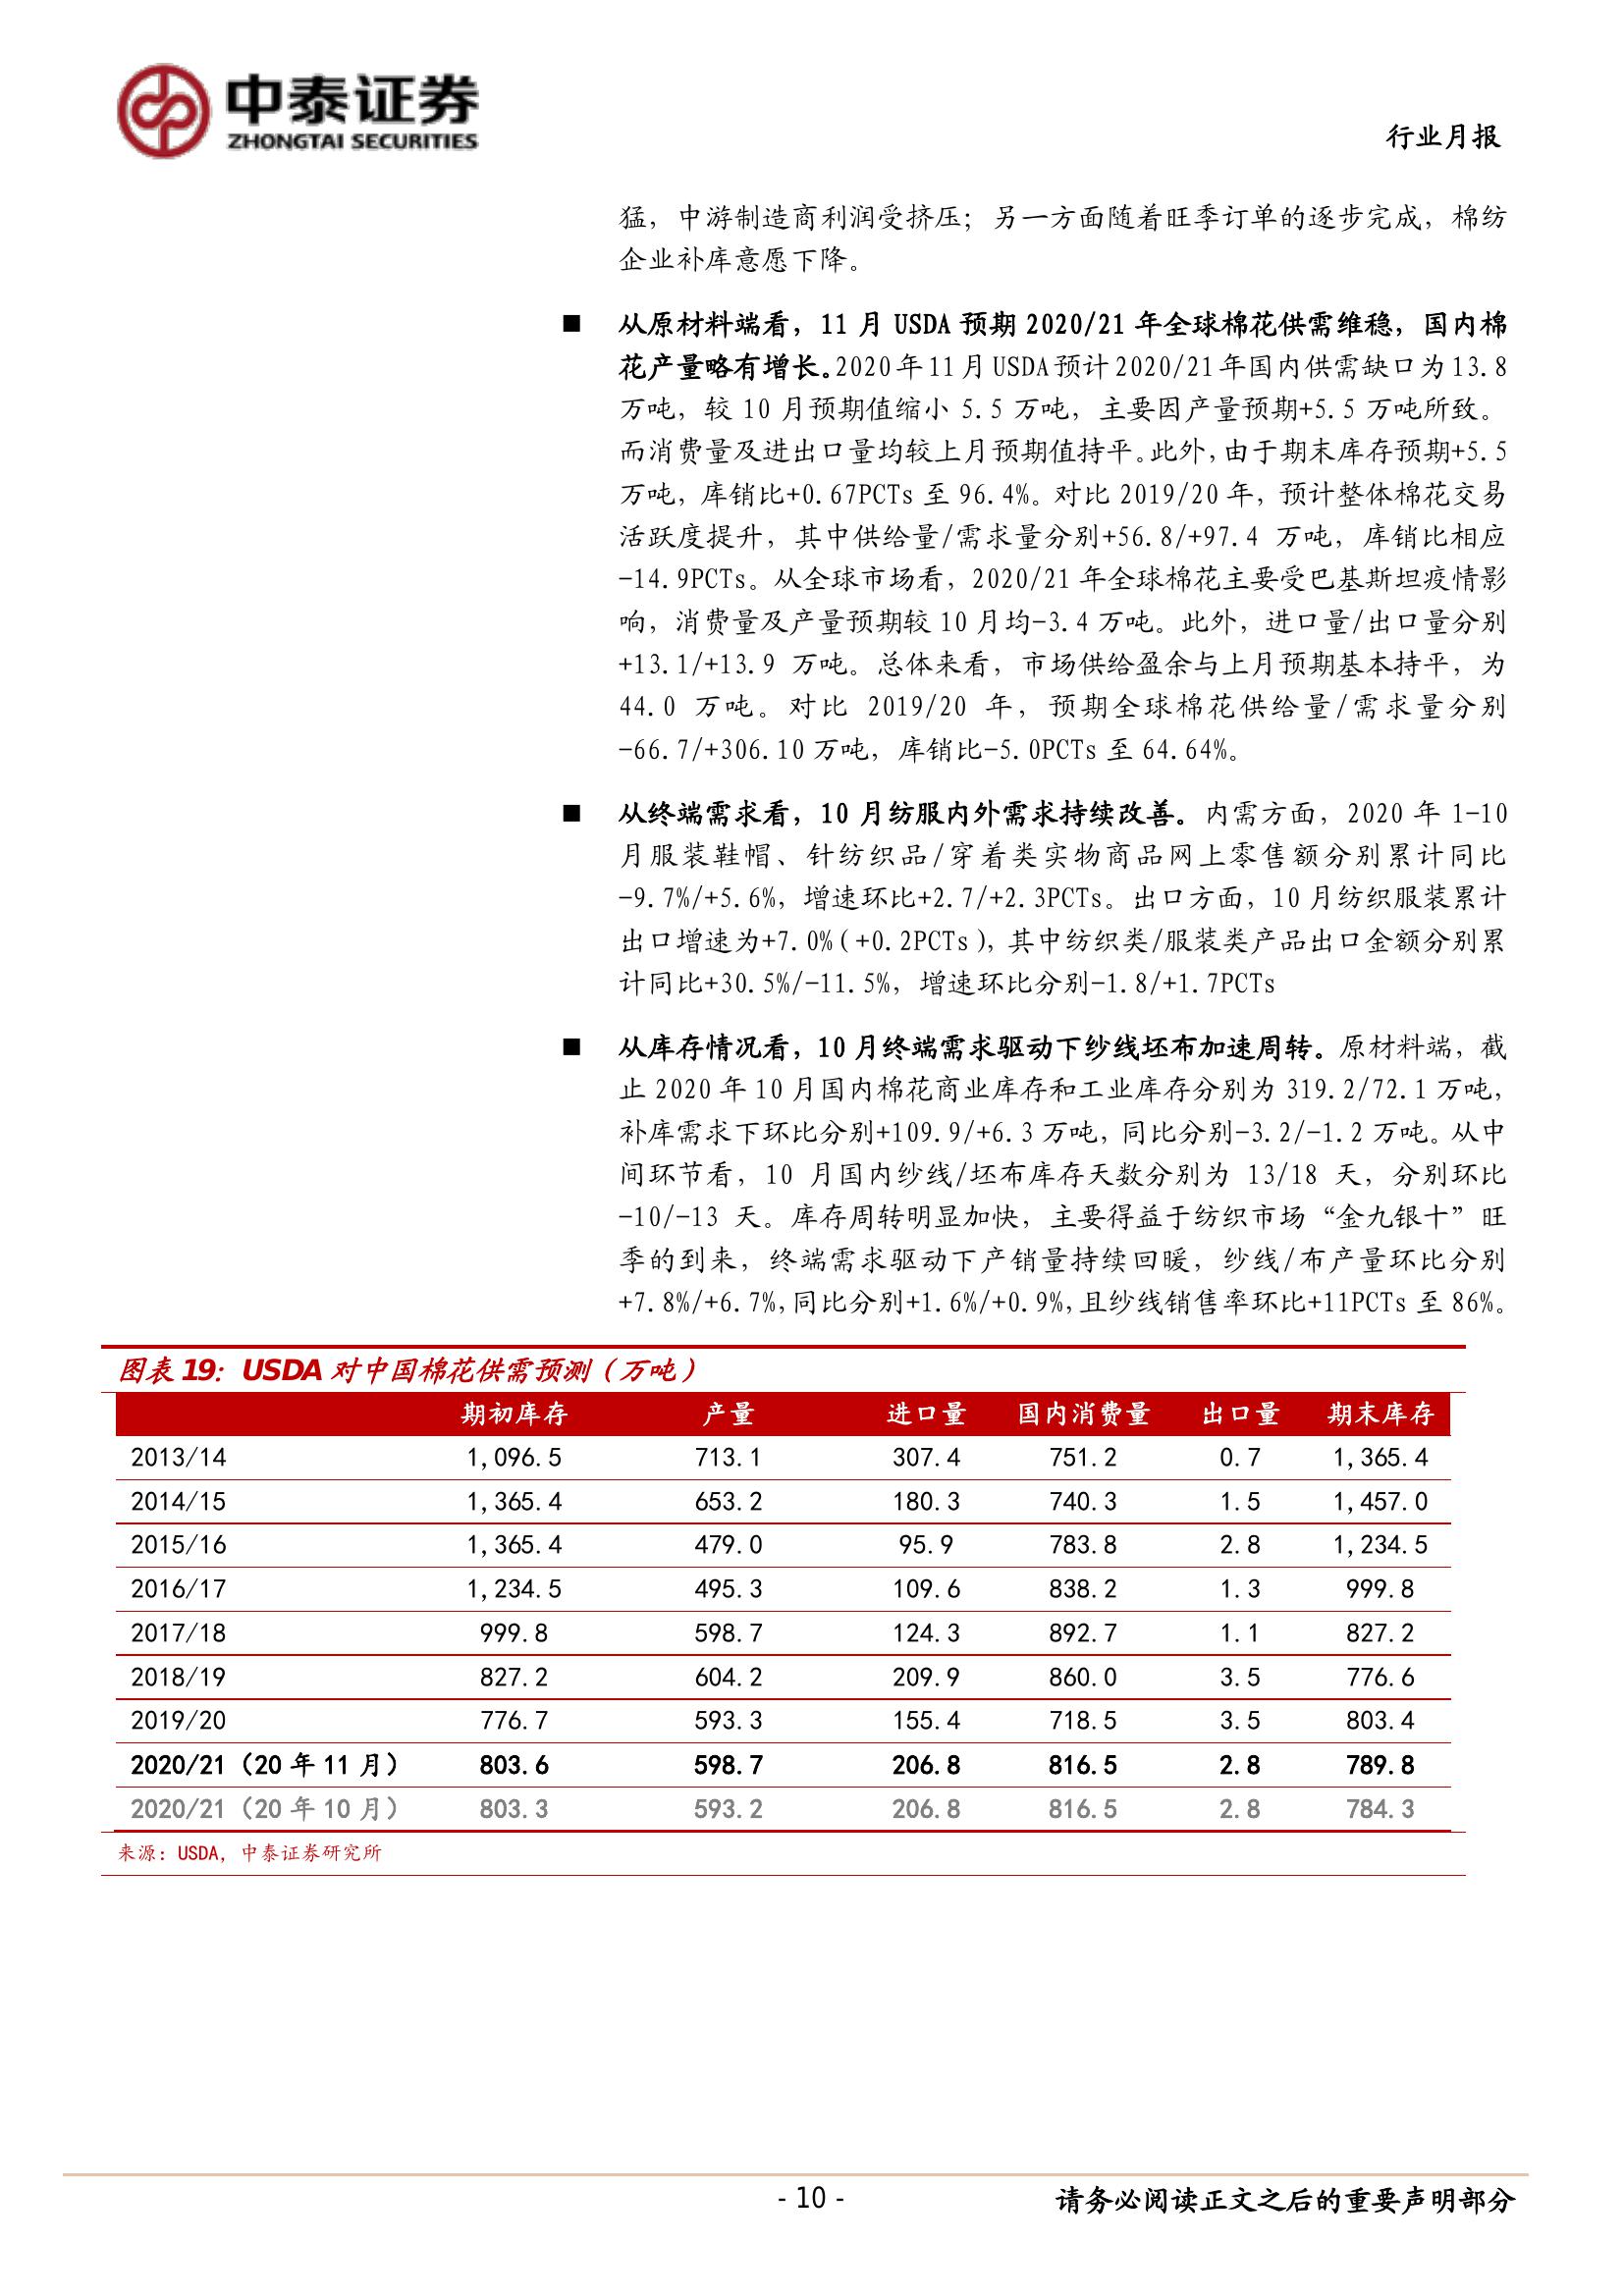 中泰证券
ZHONGTAI SECURITIES
行业月报
猛，中游制造商利润受挤压；另一方面随着旺季订单的逐步完成，棉纺
企业补库意愿下降。
■ 从原材料端看，11 月 USDA 预期 2020/21 年全球棉花供需维稳，国内棉
花产量略有增长。2020 年 11 月 USDA 预计 2020/21 年国内供需缺口为 13.8
万吨，较 10 月预期值缩小 5.5 万吨，主要因产量预期+5.5 万吨所致。
而消费量及进出口量均较上月预期值持平。此外，由于期末库存预期+5.5
万吨，库销比+0.67PCTs 至 96.4%。对比 2019/20 年，预计整体棉花交易
活跃度提升，其中供给量/需求量分别+56.8/+97.4 万吨，库销比相应
-14.9PCTs。从全球市场看，2020/21 年全球棉花主要受巴基斯坦疫情影
响，消费量及产量预期较 10 月均-3.4 万吨。此外，进口量/出口量分别
+13.1/+13.9 万吨。总体来看，市场供给盈余与上月预期基本持平，为
44.0 万吨。对比 2019/20 年，预期全球棉花供给量/需求量分别
-66.7/+306.10 万吨，库销比-5.0PCTs 至 64.64%。
■ 从终端需求看，10 月纺服内外需求持续改善。内需方面，2020 年 1-10
月服装鞋帽、针纺织品/穿着类实物商品网上零售额分别累计同比
-9.7%/+5.6%，增速环比+2.7/+2.3PCTs。出口方面，10 月纺织服装累计
出口增速为+7.0%（+0.2PCTs），其中纺织类/服装类产品出口金额分别累
计同比+30.5%/-11.5%，增速环比分别-1.8/+1.7PCTs
■ 从库存情况看，10 月终端需求驱动下纱线坯布加速周转。原材料端，截
止 2020 年 10 月国内棉花商业库存和工业库存分别为 319.2/72.1 万吨，
补库需求下环比分别+109.9/+6.3 万吨，同比分别-3.2/-1.2 万吨。从中
间环节看，10 月国内纱线/坯布库存天数分别为 13/18 天，分别环比
-10/-13 天。库存周转明显加快，主要得益于纺织市场“金九银十”旺
季的到来，终端需求驱动下产销量持续回暖，纱线/布产量环比分别
+7.8%/+6.7%，同比分别+1.6%/+0.9%，且纱线销售率环比+11PCTs 至 86%。
图表 19：USDA 对中国棉花供需预测（万吨）
期初库存 产量 进口量 国内消费量 出口量 期末库存
2013/14 1,096.5 713.1 307.4 751.2 0.7 1,365.4
2014/15 1,365.4 653.2 180.3 740.3 1.5 1,457.0
2015/16 1,365.4 479.0 95.9 783.8 2.8 1,234.5
2016/17 1,234.5 495.3 109.6 838.2 1.3 999.8
2017/18 999.8 598.7 124.3 892.7 1.1 827.2
2018/19 827.2 604.2 209.9 860.0 3.5 776.6
2019/20 776.7 593.3 155.4 718.5 3.5 803.4
2020/21（20 年 11 月） 803.6 598.7 206.8 816.5 2.8 789.8
2020/21（20 年 10 月） 803.3 593.2 206.8 816.5 2.8 784.3
来源：USDA，中泰证券研究所
- 10 -
请务必阅读正文之后的重要声明部分